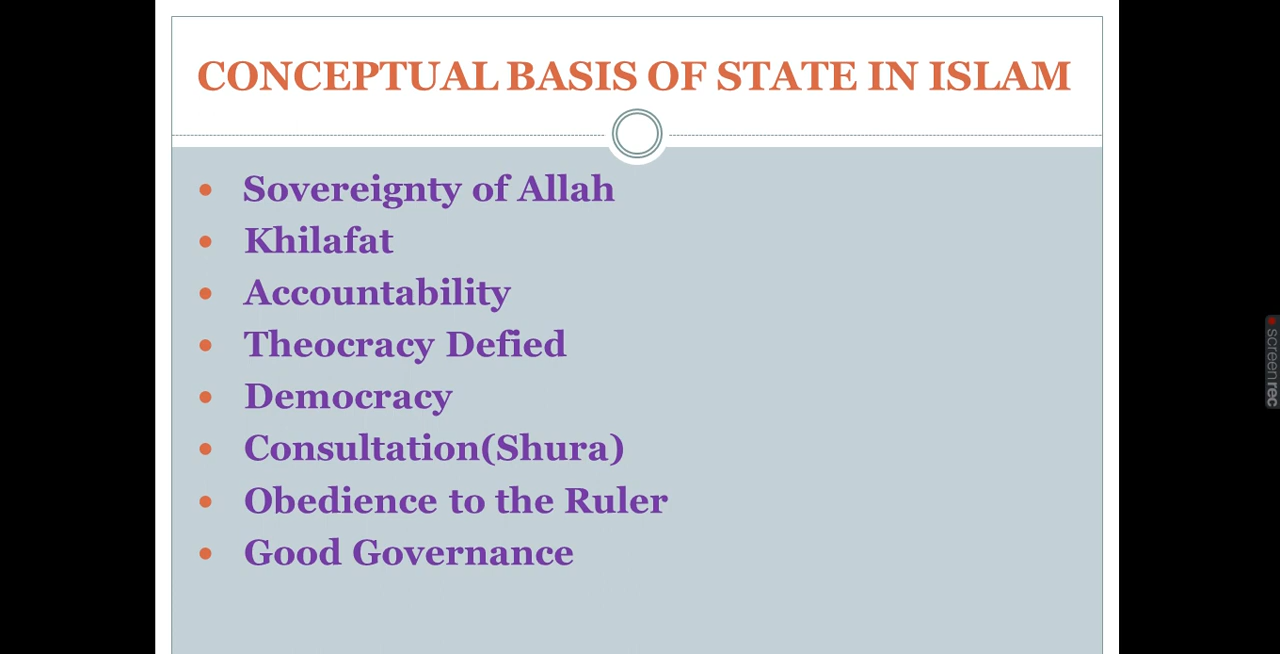 CONCEPTUAL BASIS OF STATE IN ISLAM
Sovereignty of Allah
Khilafat
Accountability
Theocracy Defied
Democracy
Consultation(Shura)
Obedience to the Ruler
Good Governance
screenrec